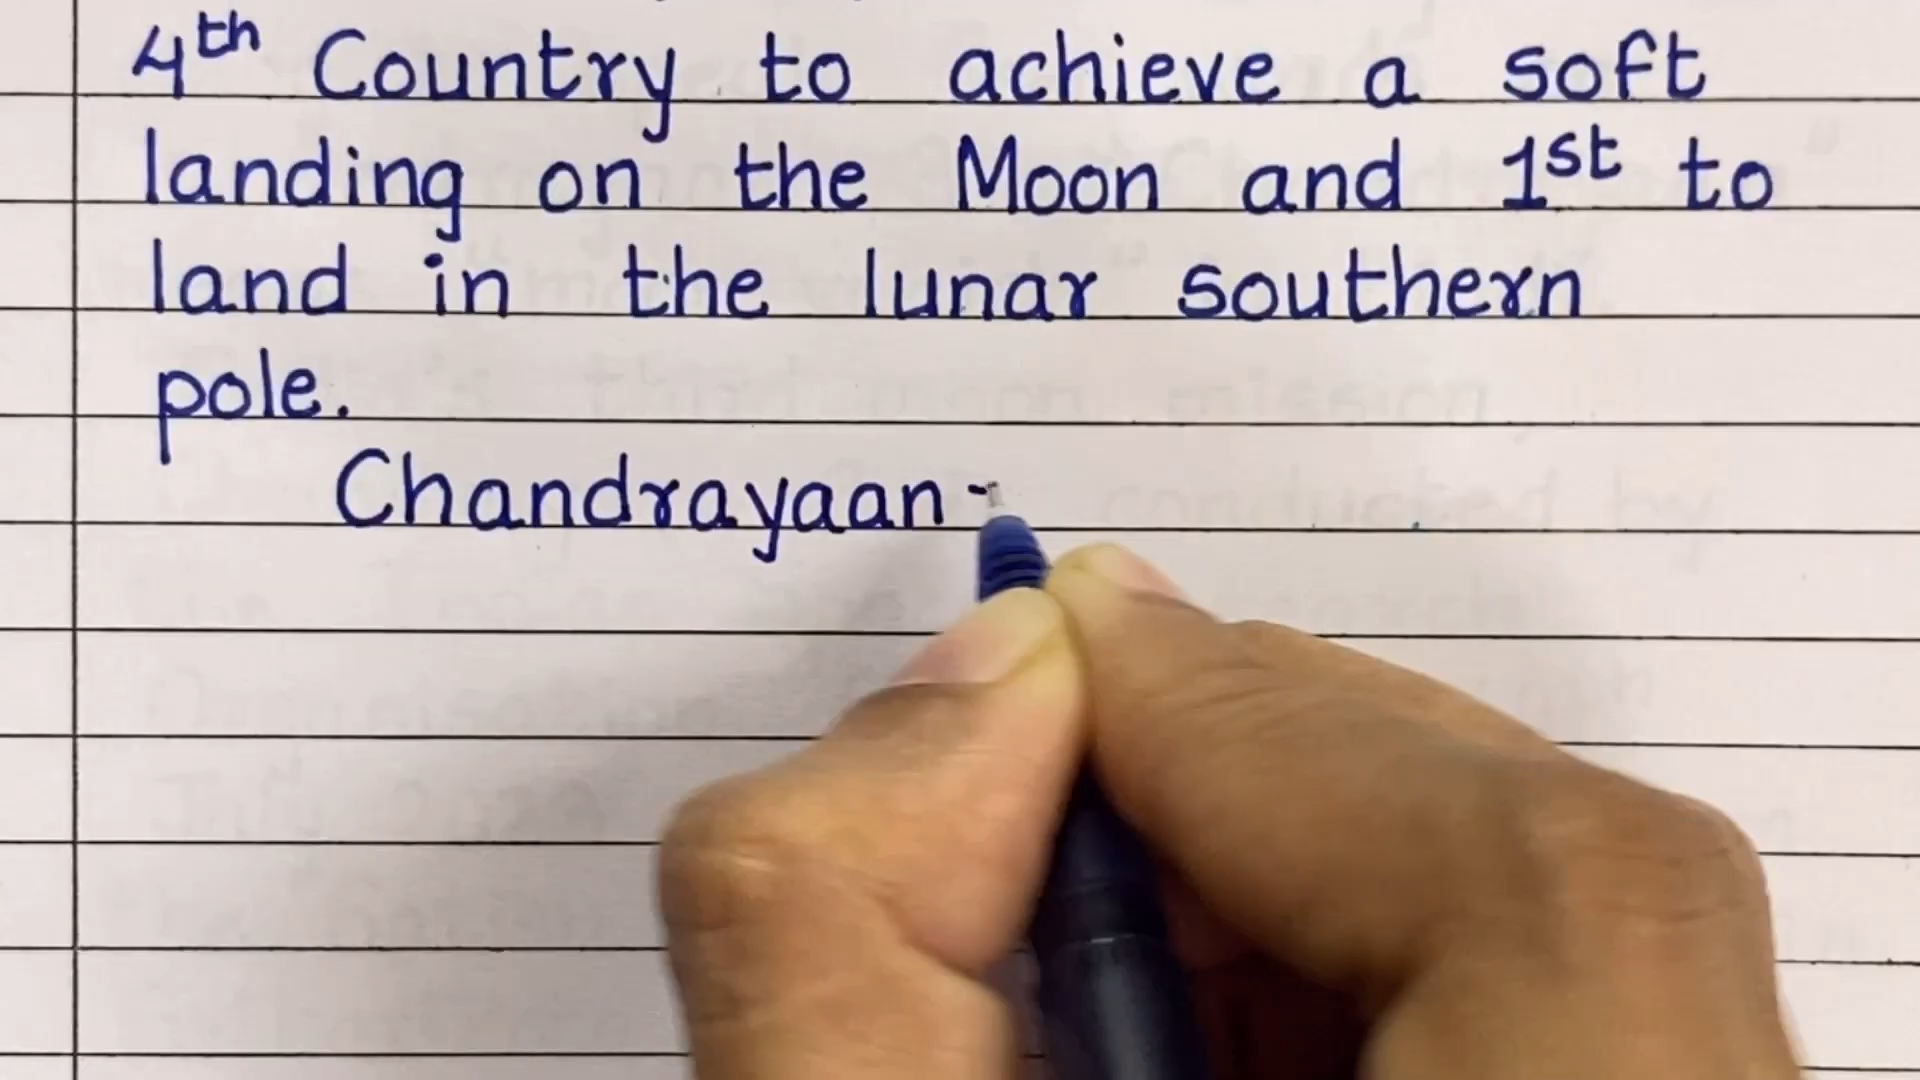 4th Country to achieve a soft
landing on the Moon and 1st to
land in the lunar southern
pole.
Chandrayaan -